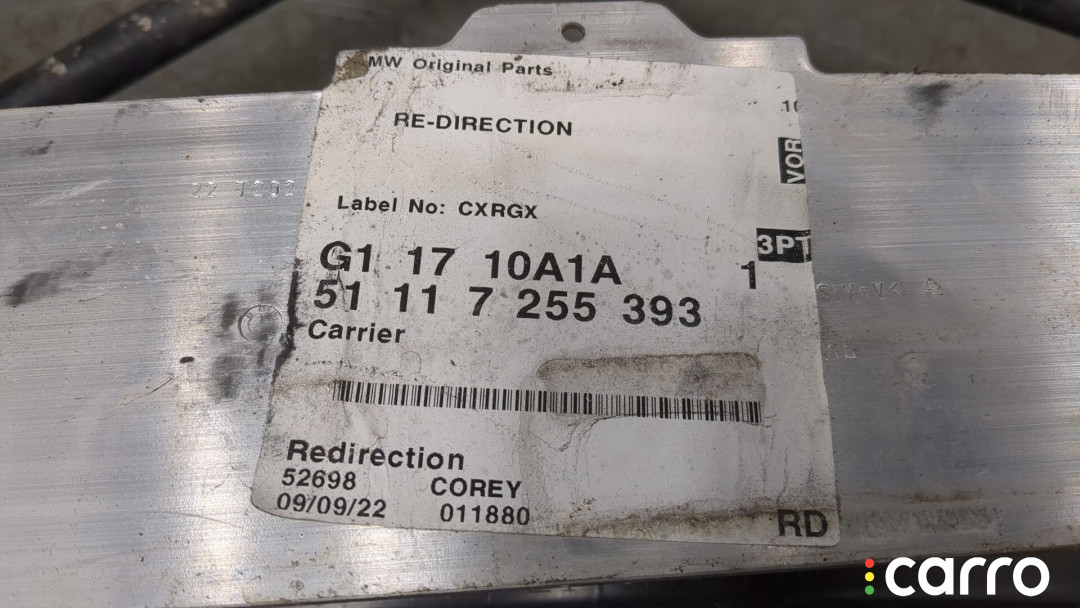 MW Original Parts
10
RE-DIRECTION
VOR
Label No: CXRGX
3PT
G1 17 10A1A
1
51 11 7 255 393
Carrier
Redirection
52698 COREY
09/09/22 011880
RD
carro